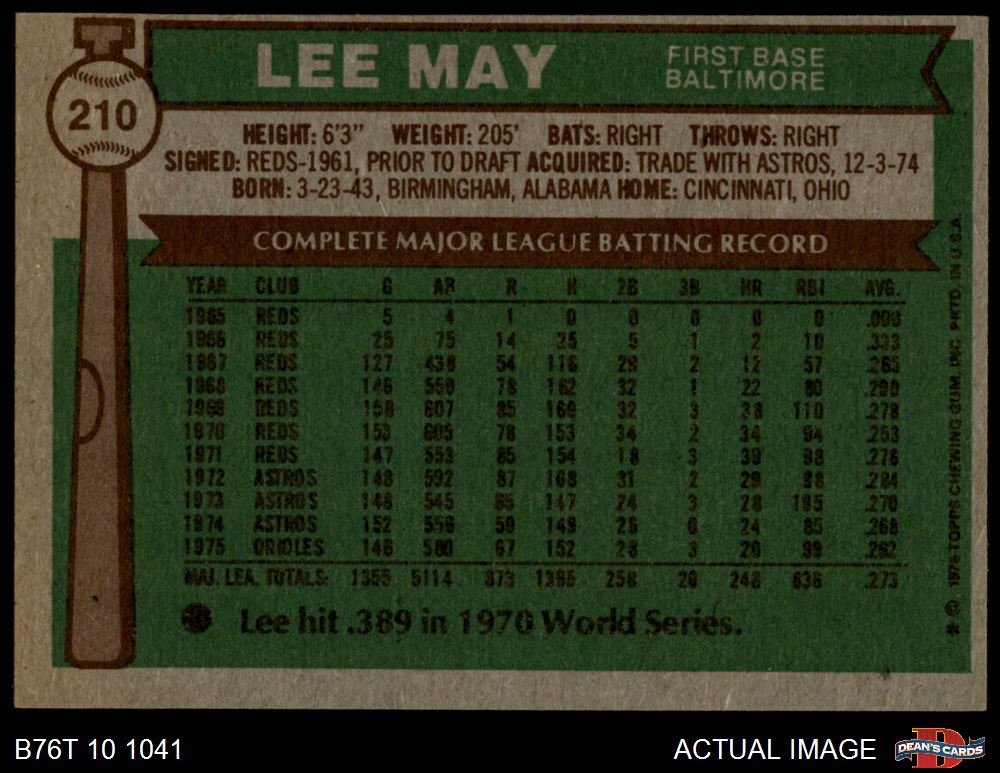 LEE MAY
FIRST BASE
BALTIMORE
210
HEIGHT: 6'3" WEIGHT: 205' BATS: RIGHT THROWS: RIGHT
SIGNED: REDS-1961, PRIOR TO DRAFT ACQUIRED: TRADE WITH ASTROS, 12-3-74
BORN: 3-23-43, BIRMINGHAM, ALABAMA HOME: CINCINNATI, OHIO
COMPLETE MAJOR LEAGUE BATTING RECORD
YEAR CLUB G AB R H 2B 3B HR RBI AVG.
1965 REDS 5 4 1 0 0 0 0 0 .000
1966 REDS 25 75 14 25 5 1 2 10 .333
1967 REDS 127 438 54 116 29 2 12 57 .265
1968 REDS 146 559 78 162 32 1 22 80 .290
1969 REDS 158 607 85 169 32 3 38 110 .278
1970 REDS 153 605 78 153 34 2 34 94 .253
1971 REDS 147 553 85 154 18 3 39 98 .278
1972 ASTROS 148 592 87 168 31 2 29 98 .284
1973 ASTROS 148 545 65 147 24 3 28 105 .270
1974 ASTROS 152 556 59 149 26 0 24 85 .268
1975 ORIOLES 146 580 67 152 28 3 20 99 .262
MAJ. LEA. TOTALS: 1355 5114 673 1395 258 20 248 836 .273
Lee hit .389 in 1970 World Series.
* © 1976 TOPPS CHEWING GUM, INC. PRTD. IN U.S.A.
B76T 10 1041
ACTUAL IMAGE
DEAN'S CARDS